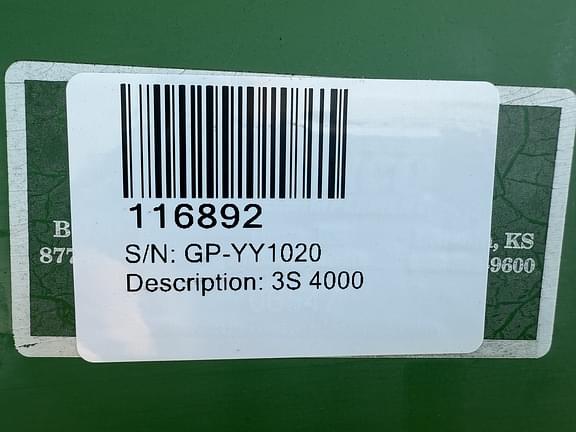 116892
S/N: GP-YY1020
Description: 3S 4000
KS
877
9600